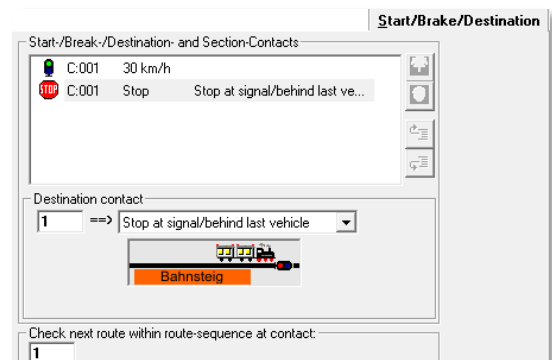 Start/Brake/Destination
Start-/Break-/Destination- and Section-Contacts
C:001 30 km/h
STOP C:001 Stop Stop at signal/behind last ve...
Destination contact
1 ==> Stop at signal/behind last vehicle
Bahnsteig
Check next route within route-sequence at contact:
1